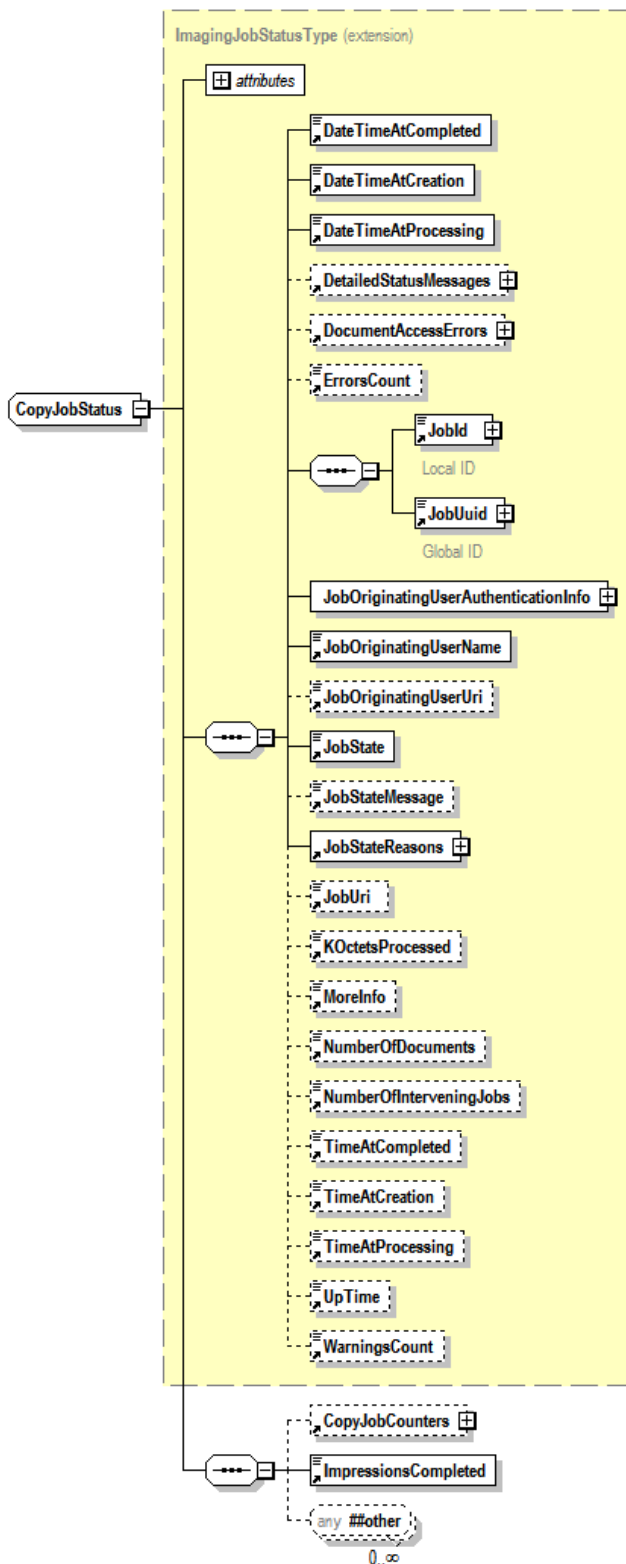 ImagingJobStatusType (extension)
attributes
DateTimeAtCompleted
DateTimeAtCreation
DateTimeAtProcessing
DetailedStatusMessages
DocumentAccessErrors
ErrorsCount
CopyJobStatus
JobId
Local ID
JobUuid
Global ID
JobOriginatingUserAuthenticationInfo
JobOriginatingUserName
JobOriginatingUserUri
JobState
JobStateMessage
JobStateReasons
JobUri
KOctetsProcessed
MoreInfo
NumberOfDocuments
NumberOfInterveningJobs
TimeAtCompleted
TimeAtCreation
TimeAtProcessing
UpTime
WarningsCount
CopyJobCounters
ImpressionsCompleted
any ##other
0..∞